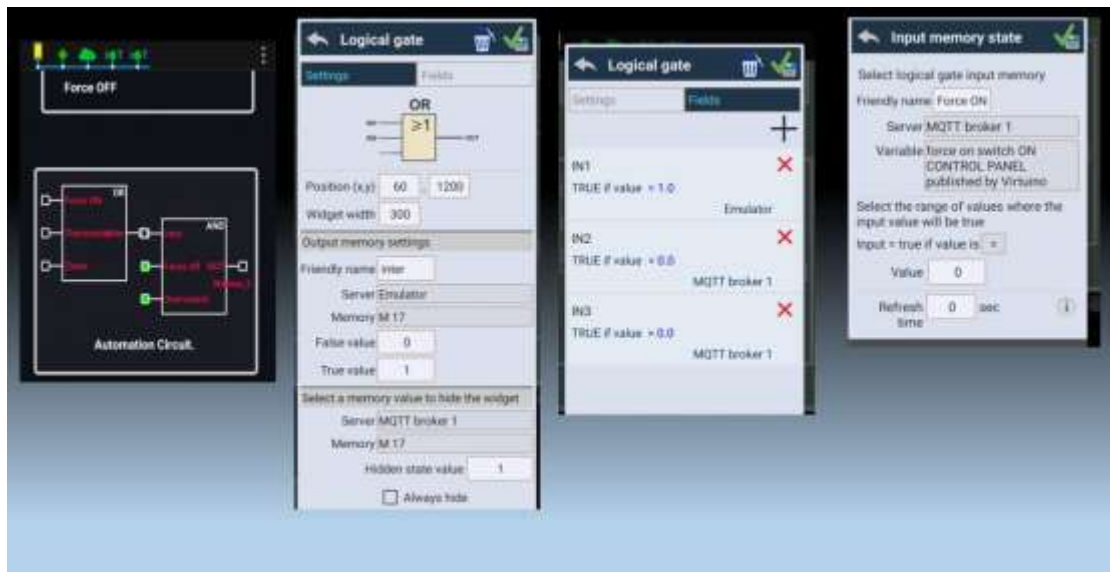 Force OFF
OR
Force ON
AND
Force off OUT
Automation Circuit.
Logical gate
Settings Fields
OR
≥1
Position (x,y) 60 , 1200
Widget width 300
Output memory settings
Friendly name inter
Server Emulator
Memory M 17
False value 0
True value 1
Select a memory value to hide the widget
Server MQTT broker 1
Memory M 17
Hidden state value 1
Always hide
Logical gate
Settings Fields
IN1
TRUE if value = 1.0
Emulator
IN2
TRUE if value = 0.0
MQTT broker 1
IN3
TRUE if value = 0.0
MQTT broker 1
Input memory state
Select logical gate input memory
Friendly name Force ON
Server MQTT broker 1
Variable force on switch ON
CONTROL PANEL
published by Virtuino
Select the range of values where the
input value will be true
Input = true if value is =
Value 0
Refresh 0 sec
time